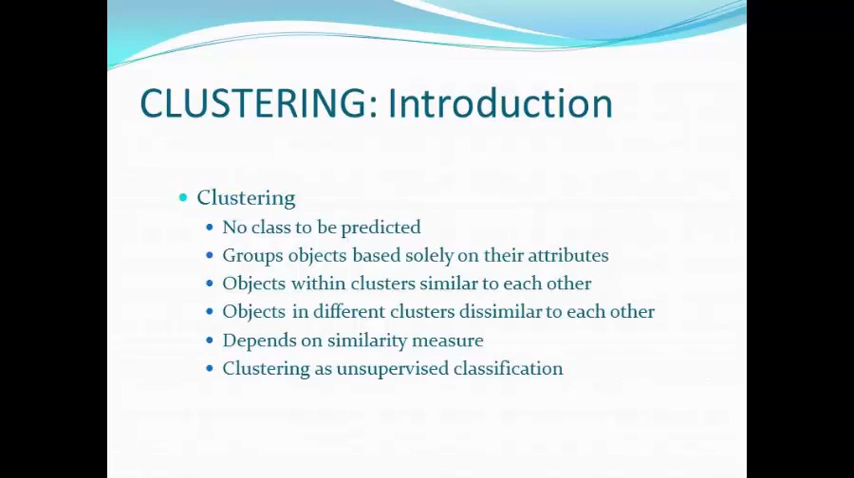 CLUSTERING: Introduction
Clustering
No class to be predicted
Groups objects based solely on their attributes
Objects within clusters similar to each other
Objects in different clusters dissimilar to each other
Depends on similarity measure
Clustering as unsupervised classification